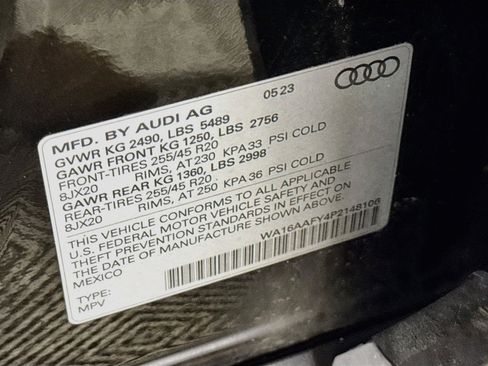 MFD. BY AUDI AG 05 23
GVWR KG 2490, LBS 5489
GAWR FRONT KG 1250, LBS 2756
FRONT-TIRES 255/45 R20
8JX20 RIMS, AT 230 KPA 33 PSI COLD
GAWR REAR KG 1360, LBS 2998
REAR-TIRES 255/45 R20
8JX20 RIMS, AT 250 KPA 36 PSI COLD
THIS VEHICLE CONFORMS TO ALL APPLICABLE
U.S. FEDERAL MOTOR VEHICLE SAFETY AND
THEFT PREVENTION STANDARDS IN EFFECT ON
DATE OF MANUFACTURE SHOWN ABOVE.
MEXICO
WA16AAFY4P2148106
TYPE:
MPV